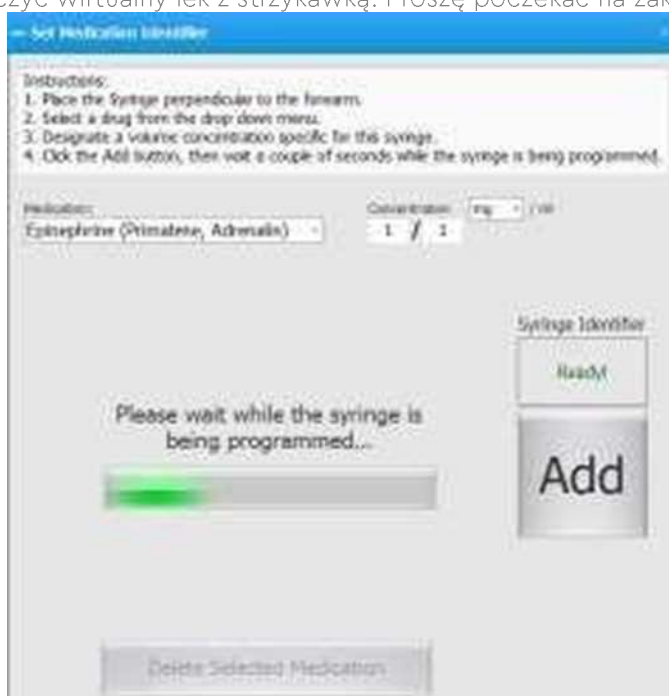 wirtualny lek z strzykawką. Proszę poczekać na
Set Medication Identifier
Instructions:
1. Place the Syringe perpendicular to the forearm.
2. Select a drug from the drop down menu.
3. Designate a volume concentration specific for this syringe.
4. Click the Add button, then wait a couple of seconds while the syringe is being programmed.
Medication:
Concentration:
mg
/ ml
Epinephrine (Primatene, Adrenalin)
1 / 1
Syringe Identifier
Ready!
Please wait while the syringe is
being programmed...
Add
Delete Selected Medication